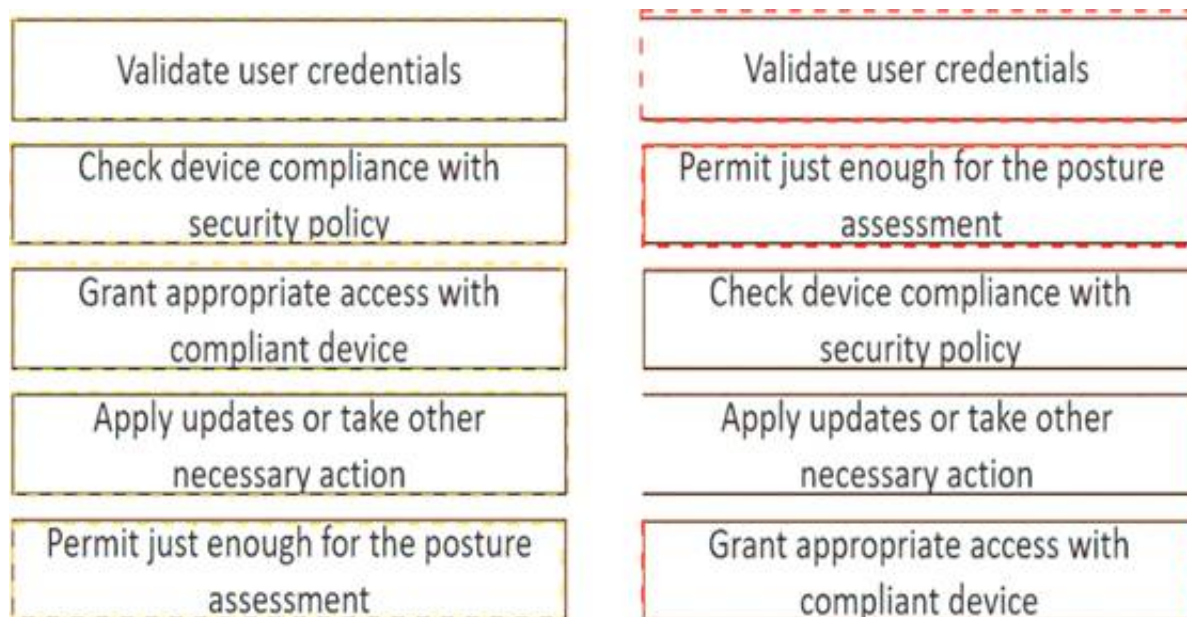 Validate user credentials
Check device compliance with
security policy
Grant appropriate access with
compliant device
Apply updates or take other
necessary action
Permit just enough for the posture
assessment
Validate user credentials
Permit just enough for the posture
assessment
Check device compliance with
security policy
Apply updates or take other
necessary action
Grant appropriate access with
compliant device